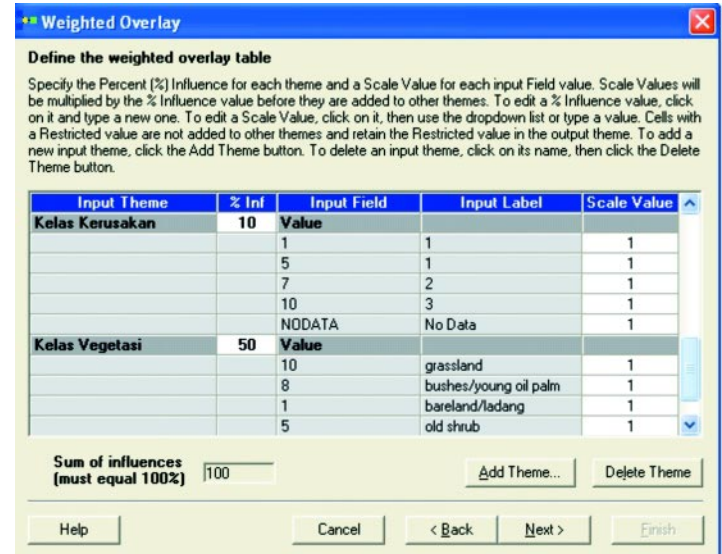 Weighted Overlay
Define the weighted overlay table
Specify the Percent (%) Influence for each theme and a Scale Value for each input Field value. Scale Values will
be multiplied by the % Influence value before they are added to other themes. To edit a % Influence value, click
on it and type a new one. To edit a Scale Value, click on it, then use the dropdown list or type a value. Cells with
a Restricted value are not added to other themes and retain the Restricted value in the output theme. To add a
new input theme, click the Add Theme button. To delete an input theme, click on its name, then click the Delete
Theme button.
Input Theme % Inf Input Field Input Label Scale Value
Kelas Kerusakan 10 Value
1 1 1
5 1 1
7 2 1
10 3 1
NODATA No Data 1
Kelas Vegetasi 50 Value
10 grassland 1
8 bushes/young oil palm 1
1 bareland/ladang 1
5 old shrub 1
Sum of influences
(must equal 100%) 100 Add Theme... Delete Theme
Help Cancel < Back Next > Finish